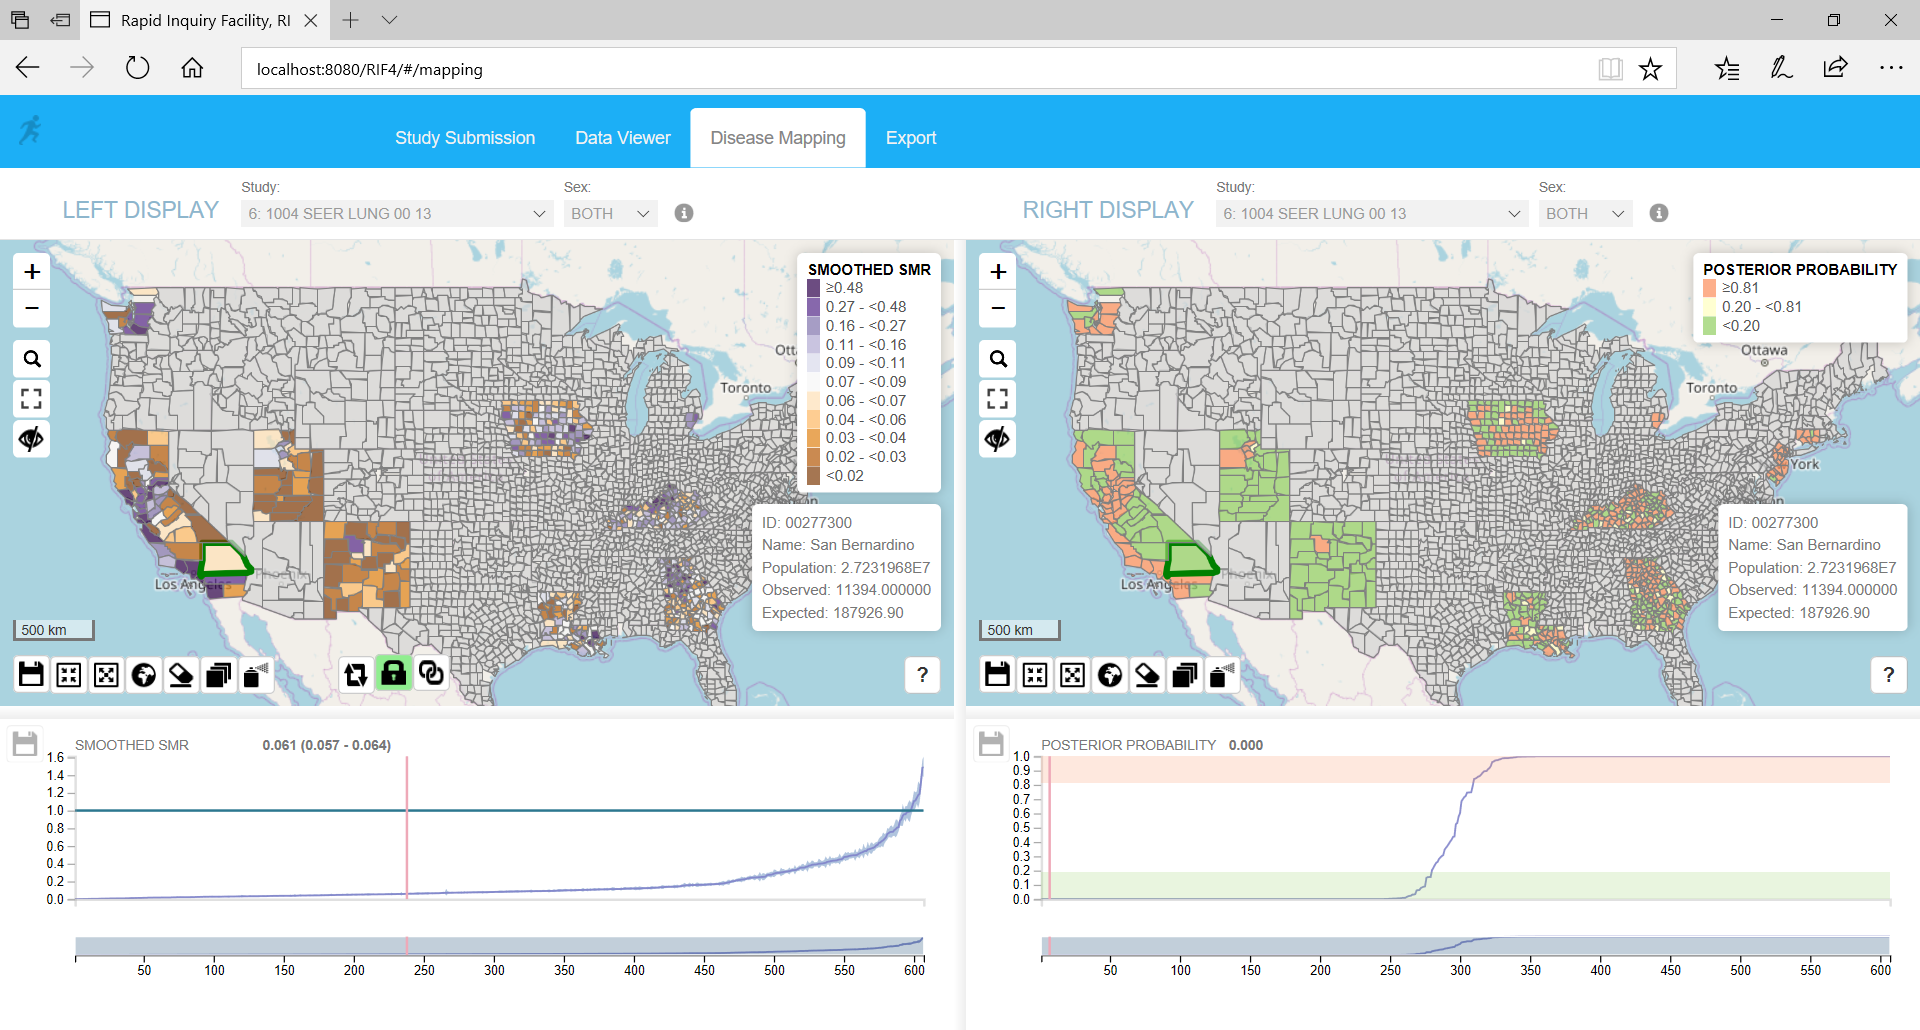 Rapid Inquiry Facility, RI
localhost:8080/RIF4/#/mapping
Study Submission
Data Viewer
Disease Mapping
Export
LEFT DISPLAY
Study:
6: 1004 SEER LUNG 00 13
Sex:
BOTH
RIGHT DISPLAY
Study:
6: 1004 SEER LUNG 00 13
Sex:
BOTH
+
−
SMOOTHED SMR
≥0.48
0.27 - <0.48
0.16 - <0.27
0.11 - <0.16
0.09 - <0.11
0.07 - <0.09
0.06 - <0.07
0.04 - <0.06
0.03 - <0.04
0.02 - <0.03
<0.02
Toronto
Los Angeles
Phoenix
ID: 00277300
Name: San Bernardino
Population: 2.7231968E7
Observed: 11394.000000
Expected: 187926.90
500 km
?
+
−
POSTERIOR PROBABILITY
≥0.81
0.20 - <0.81
<0.20
Ottawa
Toronto
York
Los Angeles
Phoenix
ID: 00277300
Name: San Bernardino
Population: 2.7231968E7
Observed: 11394.000000
Expected: 187926.90
500 km
?
SMOOTHED SMR 0.061 (0.057 - 0.064)
1.6
1.4
1.2
1.0
0.8
0.6
0.4
0.2
0.0
50 100 150 200 250 300 350 400 450 500 550 600
POSTERIOR PROBABILITY 0.000
1.0
0.9
0.8
0.7
0.6
0.5
0.4
0.3
0.2
0.1
0.0
50 100 150 200 250 300 350 400 450 500 550 600